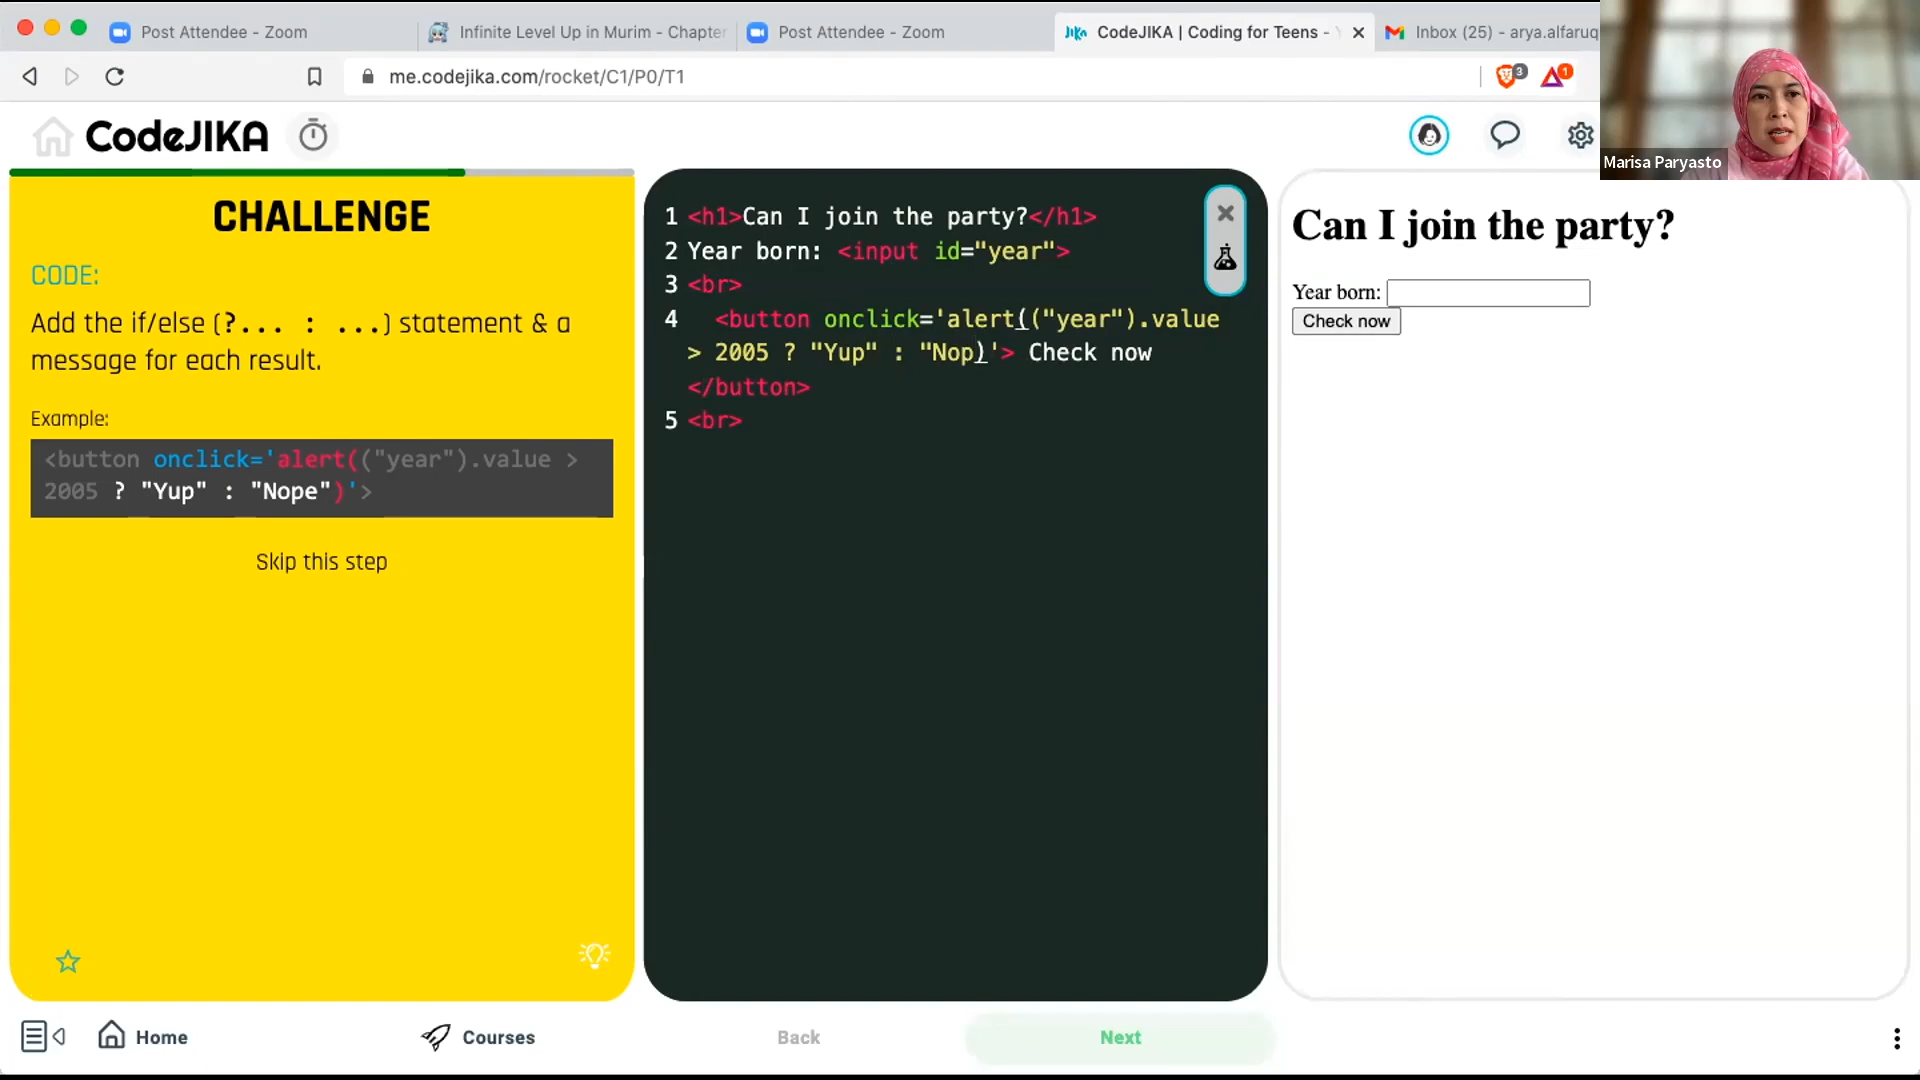 Post Attendee - Zoom
Infinite Level Up in Murim - Chapter
Post Attendee - Zoom
CodeJIKA | Coding for Teens -
Inbox (25) - arya.alfaruq
me.codejika.com/rocket/C1/P0/T1
3
1
CodeJIKA
Marisa Paryasto
CHALLENGE
CODE:
Add the if/else (?... : ...) statement & a
message for each result.
Example:
<button onclick='alert(("year").value >
2005 ? "Yup" : "Nope")'>
Skip this step
1 <h1>Can I join the party?</h1>
2 Year born: <input id="year">
3 <br>
4 <button onclick='alert(("year").value
> 2005 ? "Yup" : "Nop)'> Check now
</button>
5 <br>
Can I join the party?
Year born:
Check now
Home
Courses
Back
Next